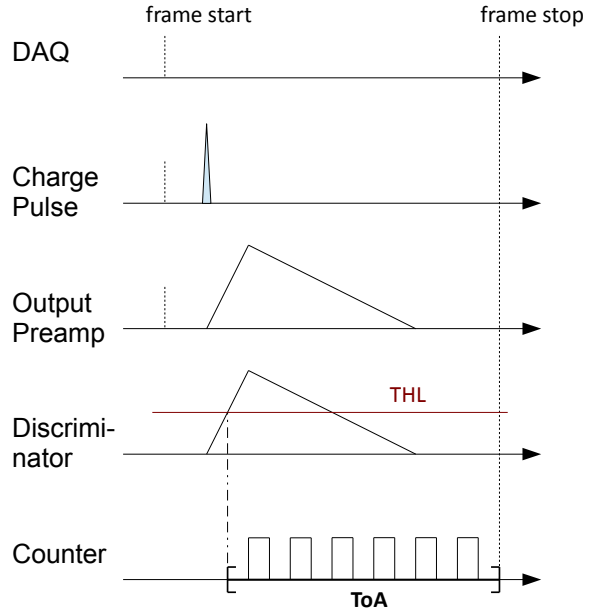 frame start
frame stop
DAQ
Charge
Pulse
Output
Preamp
THL
Discrimi-
nator
Counter
ToA